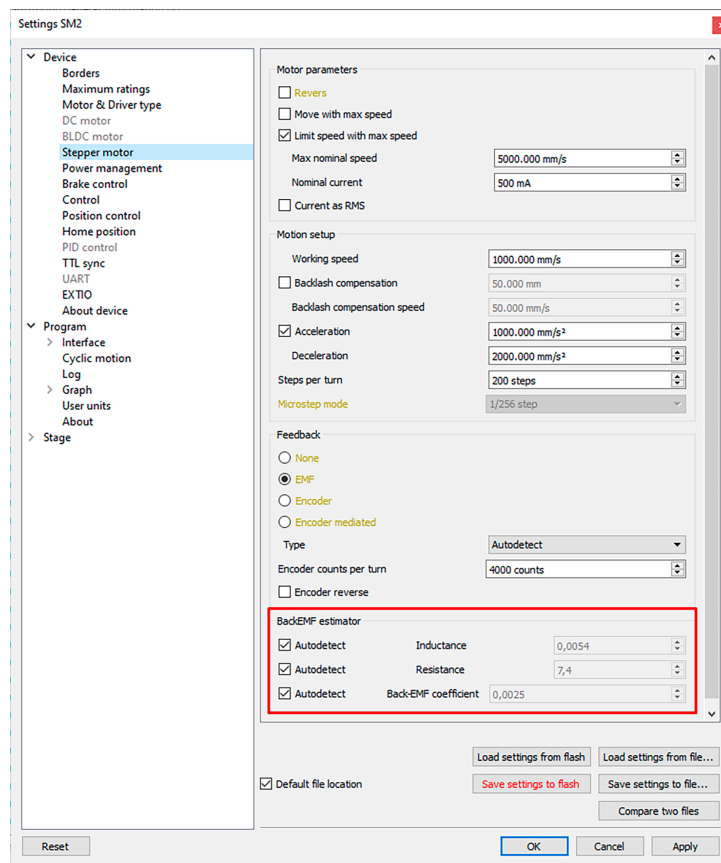 Settings SM2
Device
Borders
Maximum ratings
Motor & Driver type
DC motor
BLDC motor
Stepper motor
Power management
Brake control
Control
Position control
Home position
PID control
TTL sync
UART
EXTIO
About device
Program
Interface
Cyclic motion
Log
Graph
User units
About
Stage
Motor parameters
Revers
Move with max speed
Limit speed with max speed
Max nominal speed 5000.000 mm/s
Nominal current 500 mA
Current as RMS
Motion setup
Working speed 1000.000 mm/s
Backlash compensation 50.000 mm
Backlash compensation speed 50.000 mm/s
Acceleration 1000.000 mm/s²
Deceleration 2000.000 mm/s²
Steps per turn 200 steps
Microstep mode 1/256 step
Feedback
None
EMF
Encoder
Encoder mediated
Type Autodetect
Encoder counts per turn 4000 counts
Encoder reverse
BackEMF estimator
Autodetect Inductance 0,0054
Autodetect Resistance 7,4
Autodetect Back-EMF coefficient 0,0025
Load settings from flash Load settings from file...
Default file location Save settings to flash Save settings to file...
Compare two files
Reset OK Cancel Apply